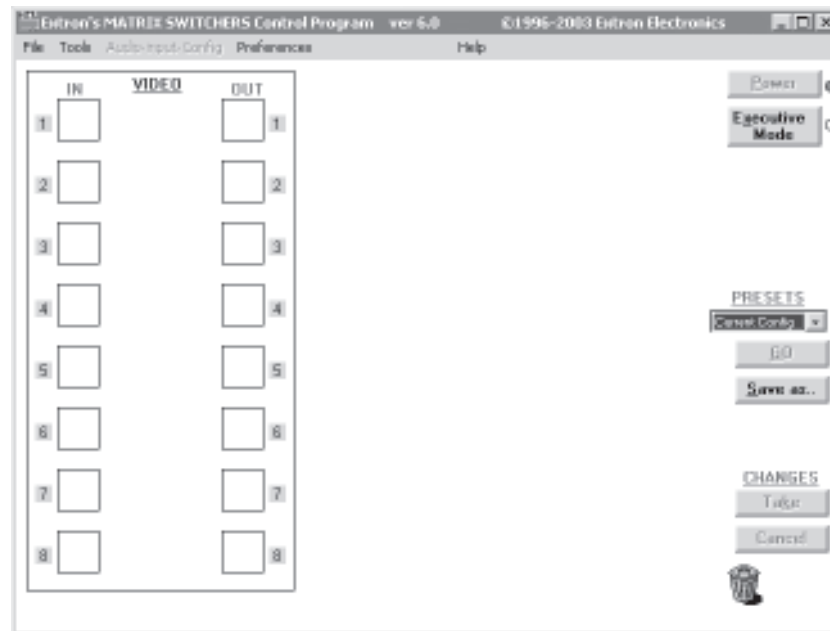 Extron's MATRIX SWITCHERS Control Program ver 6.0 ©1996-2003 Extron Electronics
File Tools Audio-Input-Config Preferences Help
IN VIDEO OUT
Power
1 1
Executive
Mode
2 2
3 3
PRESETS
4 4
Current Config
GO
5 5
Save as..
6 6
CHANGES
7 7
Take
Cancel
8 8